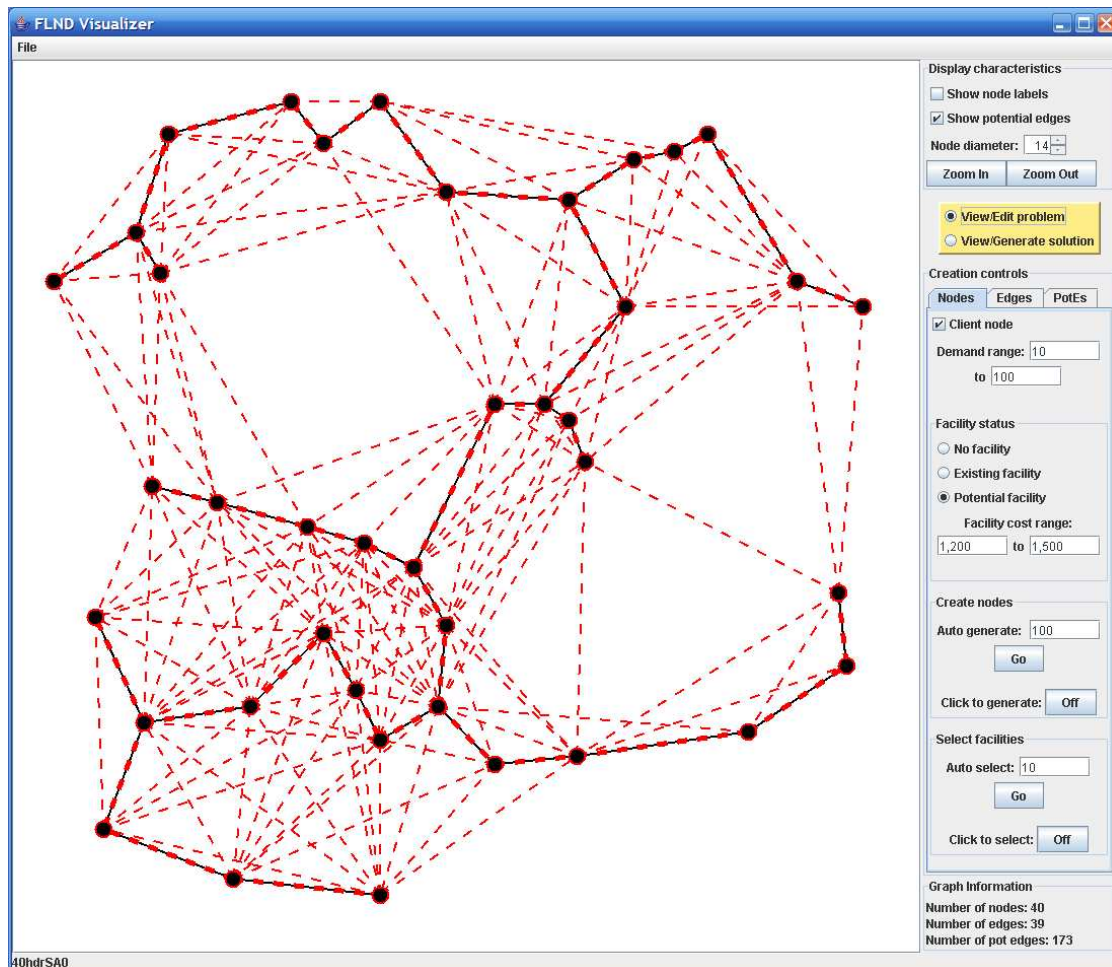 FLND Visualizer
File
Display characteristics
Show node labels
Show potential edges
Node diameter: 14
Zoom In Zoom Out
View/Edit problem
View/Generate solution
Creation controls
Nodes Edges PotEs
Client node
Demand range: 10
to 100
Facility status
No facility
Existing facility
Potential facility
Facility cost range:
1,200 to 1,500
Create nodes
Auto generate: 100
Go
Click to generate: Off
Select facilities
Auto select: 10
Go
Click to select: Off
Graph Information
Number of nodes: 40
Number of edges: 39
Number of pot edges: 173
40hdrSA0